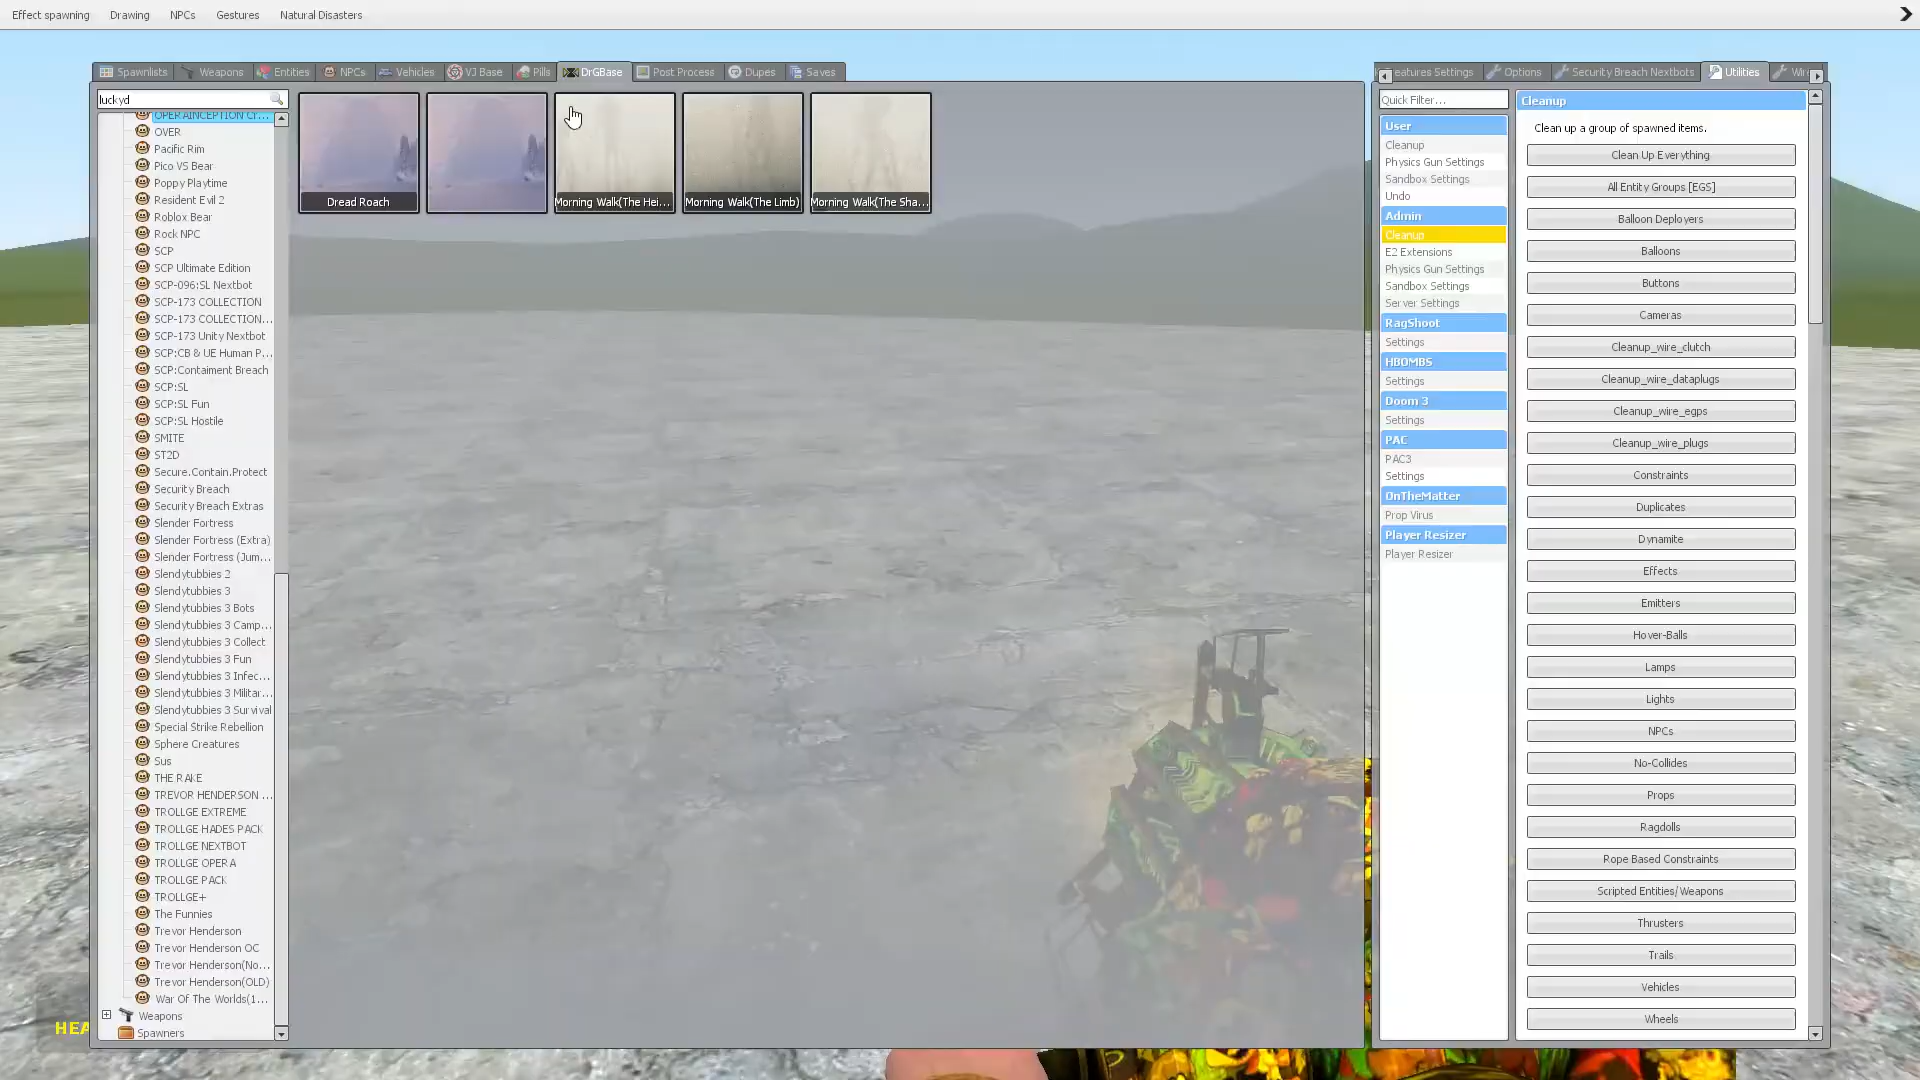 Effect spawning Drawing NPCs Gestures Natural Disasters
Spawnlists Weapons Entities NPCs Vehicles VJ Base Pills DrGBase Post Process Dupes Saves
luckyd
OPERAINCEPTION Cr...
OVER
Pacific Rim
Pico VS Bear
Poppy Playtime
Resident Evil 2
Roblox Bear
Rock NPC
SCP
SCP Ultimate Edition
SCP-096:SL Nextbot
SCP-173 COLLECTION
SCP-173 COLLECTION...
SCP-173 Unity Nextbot
SCP:CB & UE Human P...
SCP:Contaiment Breach
SCP:SL
SCP:SL Fun
SCP:SL Hostile
SMITE
ST2D
Secure.Contain.Protect
Security Breach
Security Breach Extras
Slender Fortress
Slender Fortress (Extra)
Slender Fortress (Jum...
Slendytubbies 2
Slendytubbies 3
Slendytubbies 3 Bots
Slendytubbies 3 Camp...
Slendytubbies 3 Collect
Slendytubbies 3 Fun
Slendytubbies 3 Infec...
Slendytubbies 3 Militar...
Slendytubbies 3 Survival
Special Strike Rebellion
Sphere Creatures
Sus
THE RAKE
TREVOR HENDERSON ...
TROLLGE EXTREME
TROLLGE HADES PACK
TROLLGE NEXTBOT
TROLLGE OPERA
TROLLGE PACK
TROLLGE+
The Funnies
Trevor Henderson
Trevor Henderson OC
Trevor Henderson(No...
Trevor Henderson(OLD)
War Of The Worlds(1...
Weapons
Spawners
HEA
Dread Roach
Morning Walk(The Hei...
Morning Walk(The Limb)
Morning Walk(The Sha...
eatures Settings Options Security Breach Nextbots Utilities Wir
Quick Filter...
User
Cleanup
Physics Gun Settings
Sandbox Settings
Undo
Admin
Cleanup
E2 Extensions
Physics Gun Settings
Sandbox Settings
Server Settings
RagShoot
Settings
HBOMBS
Settings
Doom 3
Settings
PAC
PAC3
Settings
OnTheMatter
Prop Virus
Player Resizer
Player Resizer
Cleanup
Clean up a group of spawned items.
Clean Up Everything
All Entity Groups [EGS]
Balloon Deployers
Balloons
Buttons
Cameras
Cleanup_wire_clutch
Cleanup_wire_dataplugs
Cleanup_wire_egps
Cleanup_wire_plugs
Constraints
Duplicates
Dynamite
Effects
Emitters
Hover-Balls
Lamps
Lights
NPCs
No-Collides
Props
Ragdolls
Rope Based Constraints
Scripted Entities/Weapons
Thrusters
Trails
Vehicles
Wheels